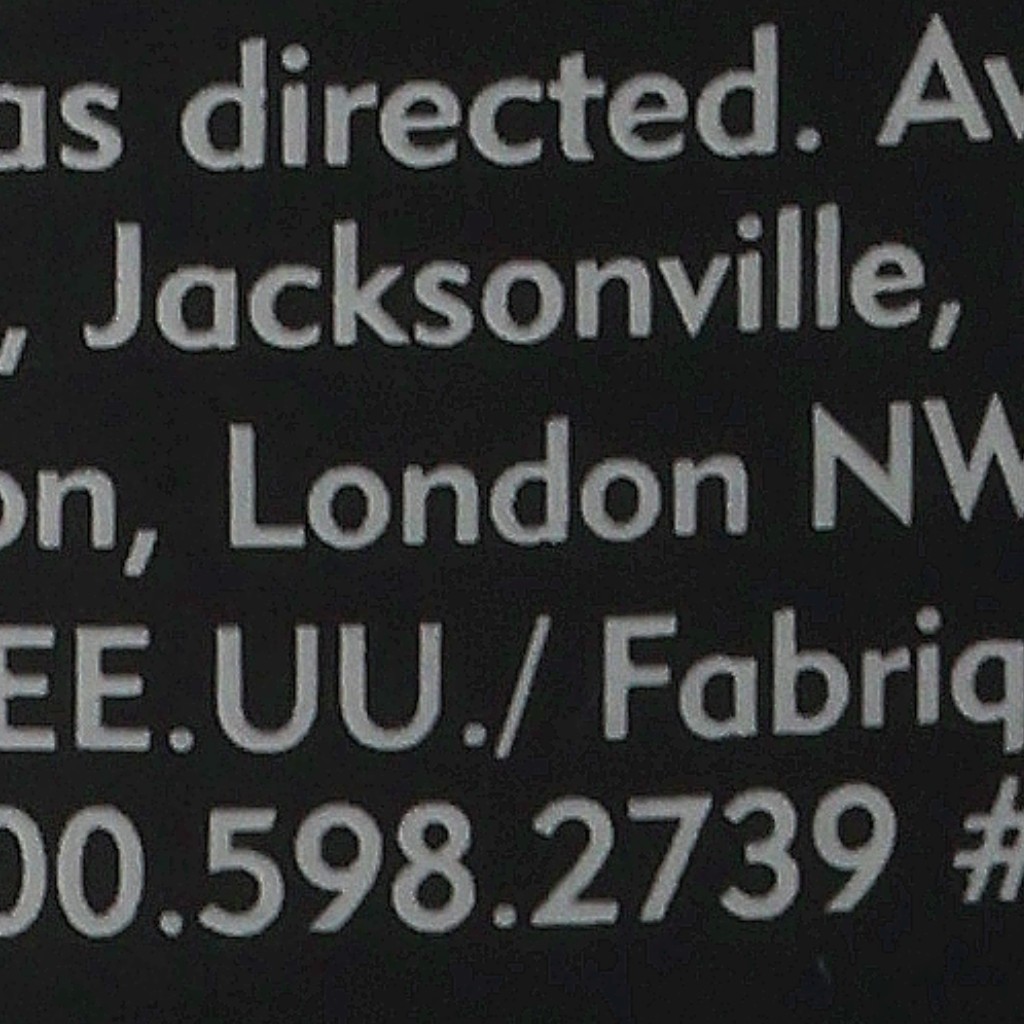 as directed. Av
, Jacksonville,
on, London NW
EE.UU./ Fabriq
00.598.2739 #